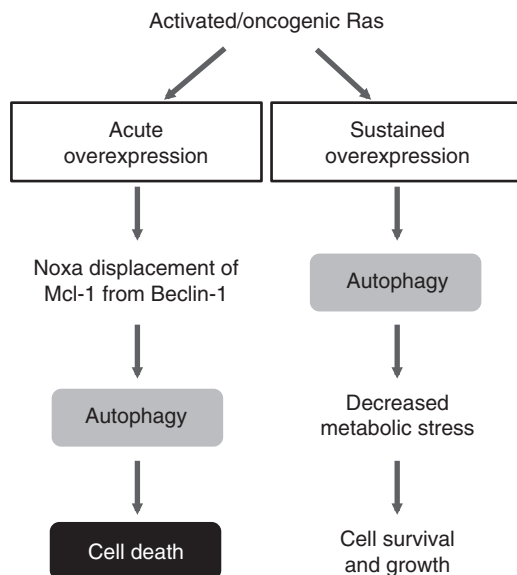 Activated/oncogenic Ras
Acute
overexpression
Sustained
overexpression
Noxa displacement of
Mcl-1 from Beclin-1
Autophagy
Autophagy
Decreased
metabolic stress
Cell death
Cell survival
and growth